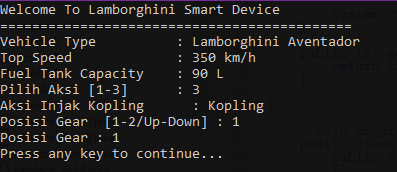 Welcome To Lamborghini Smart Device
============================================
Vehicle Type : Lamborghini Aventador
Top Speed : 350 km/h
Fuel Tank Capacity : 90 L
Pilih Aksi [1-3] : 3
Aksi Injak Kopling : Kopling
Posisi Gear [1-2/Up-Down] : 1
Posisi Gear : 1
Press any key to continue...